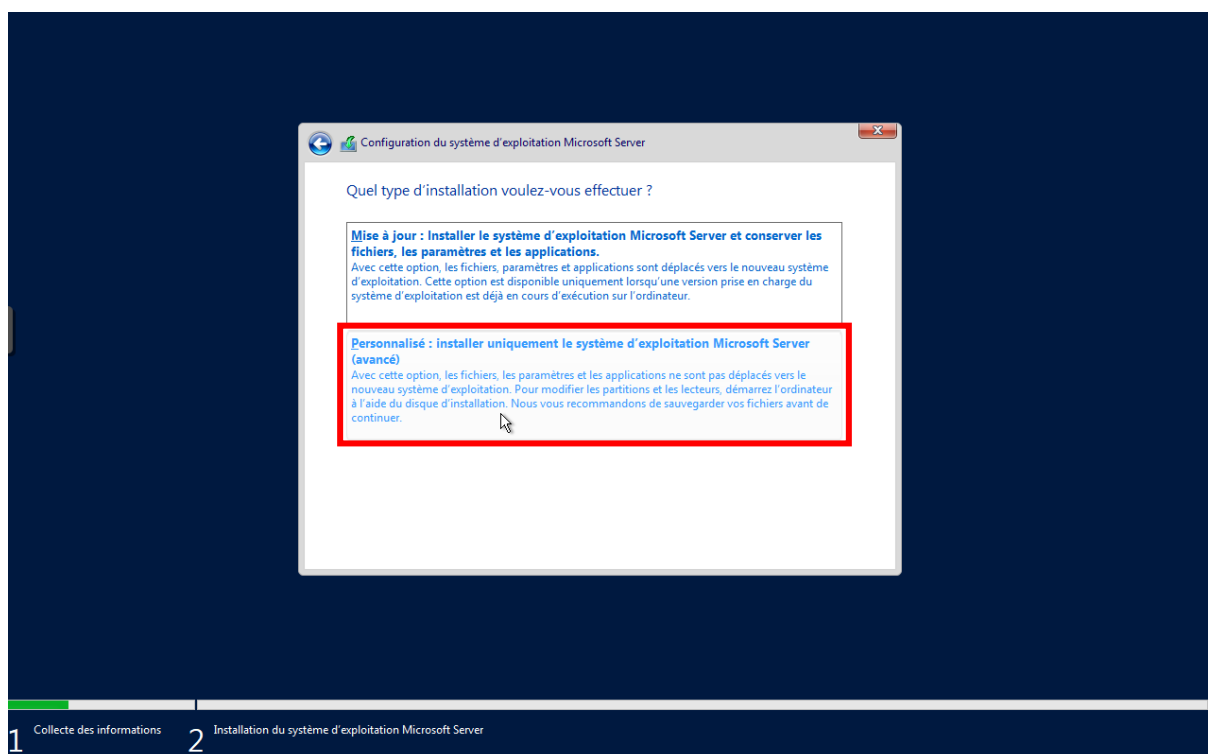 Configuration du système d'exploitation Microsoft Server
Quel type d'installation voulez-vous effectuer ?
Mise à jour : Installer le système d'exploitation Microsoft Server et conserver les
fichiers, les paramètres et les applications.
Avec cette option, les fichiers, paramètres et applications sont déplacés vers le nouveau système
d'exploitation. Cette option est disponible uniquement lorsqu'une version prise en charge du
système d'exploitation est déjà en cours d'exécution sur l'ordinateur.
Personnalisé : installer uniquement le système d'exploitation Microsoft Server
(avancé)
Avec cette option, les fichiers, les paramètres et les applications ne sont pas déplacés vers le
nouveau système d'exploitation. Pour modifier les partitions et les lecteurs, démarrez l'ordinateur
à l'aide du disque d'installation. Nous vous recommandons de sauvegarder vos fichiers avant de
continuer.
1 Collecte des informations
2 Installation du système d'exploitation Microsoft Server